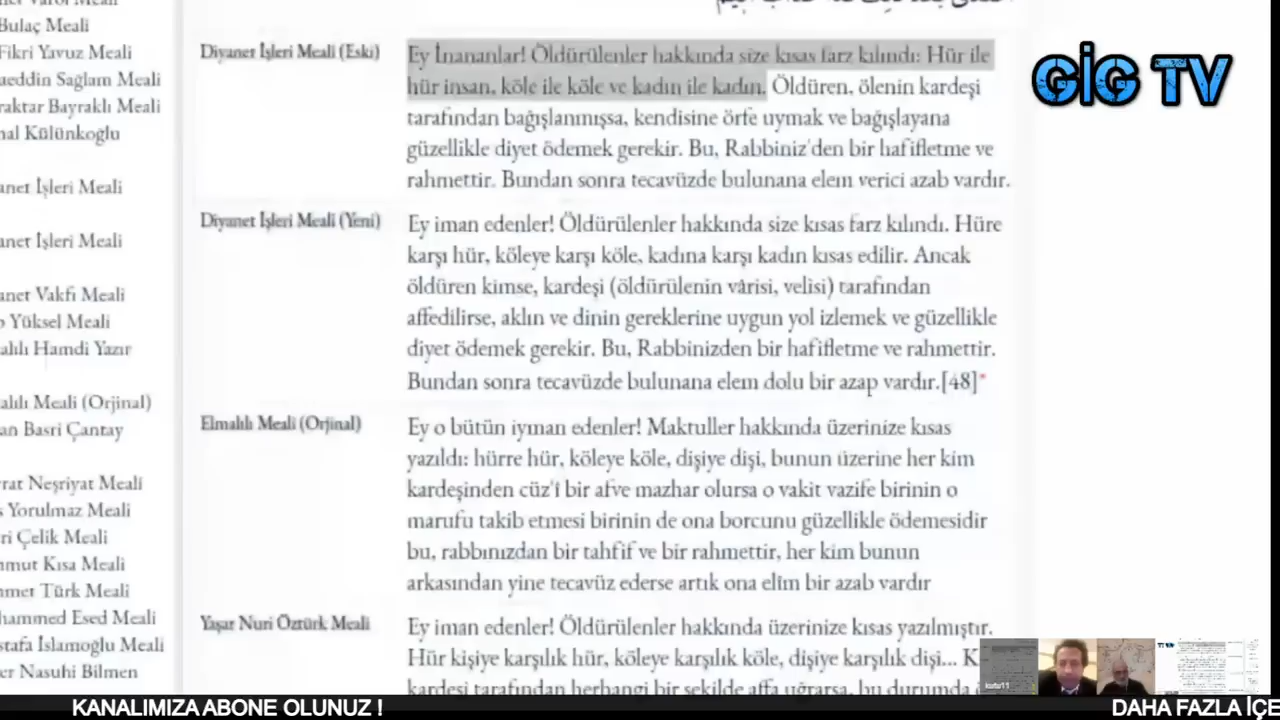 Bulaç Meali
Fikri Yavuz Meali
Sağlam Meali
Bayraklı Meali
Külünkoğlu
İşleri Meali
İşleri Meali
Vakfı Meali
Yüksel Meali
Hamdi Yazır
Meali (Orjinal)
Basri Çantay
Neşriyat Meali
Yorulmaz Meali
Çelik Meali
Kısa Meali
Türk Meali
Esed Meali
İslamoğlu Meali
Nasuhi Bilmen
Diyanet İşleri Meali (Eski)
Ey İnananlar! Öldürülenler hakkında size kısas farz kılındı: Hür ile
hür insan, köle ile köle ve kadın ile kadın. Öldüren, ölenin kardeşi
tarafından bağışlanmışsa, kendisine örfe uymak ve bağışlayana
güzellikle diyet ödemek gerekir. Bu, Rabbiniz'den bir hafifletme ve
rahmettir. Bundan sonra tecavüzde bulunana elem verici azab vardır.
Diyanet İşleri Meali (Yeni)
Ey iman edenler! Öldürülenler hakkında size kısas farz kılındı. Hüre
karşı hür, köleye karşı köle, kadına karşı kadın kısas edilir. Ancak
öldüren kimse, kardeşi (öldürülenin vârisi, velisi) tarafından
affedilirse, aklın ve dinin gereklerine uygun yol izlemek ve güzellikle
diyet ödemek gerekir. Bu, Rabbinizden bir hafifletme ve rahmettir.
Bundan sonra tecavüzde bulunana elem dolu bir azap vardır.[48]*
Elmalılı Meali (Orjinal)
Ey o bütün iyman edenler! Maktuller hakkında üzerinize kısas
yazıldı: hürre hür, köleye köle, dişiye dişi, bunun üzerine her kim
kardeşinden cüz'î bir afve mazhar olursa o vakit vazife birinin o
marufu takib etmesi birinin de ona borcunu güzellikle ödemesidir
bu, rabbınızdan bir tahfif ve bir rahmettir, her kim bunun
arkasından yine tecavüz ederse artık ona elîm bir azab vardır
Yaşar Nuri Öztürk Meali
Ey iman edenler! Öldürülenler hakkında üzerinize kısas yazılmıştır.
GİG TV
KANALIMIZA ABONE OLUNUZ !
DAHA FAZLA İÇE